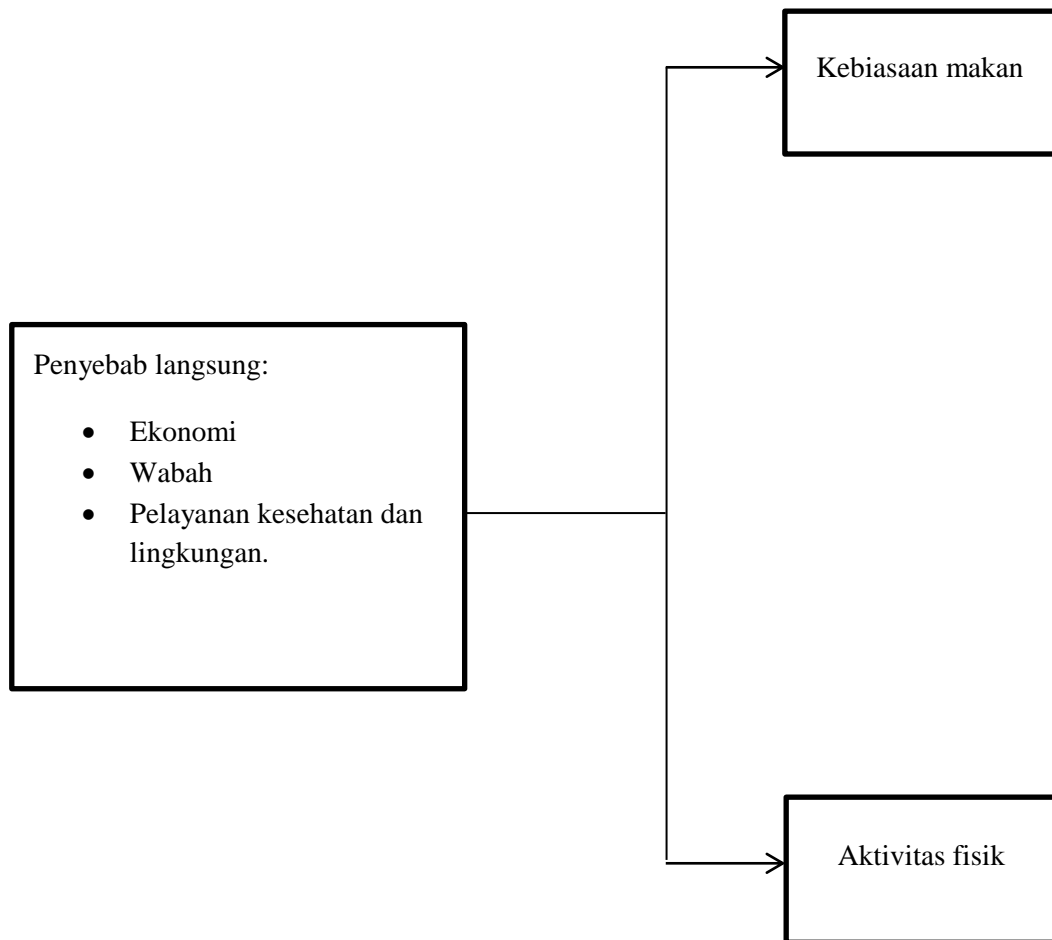 Kebiasaan makan
Penyebab langsung:
• Ekonomi
• Wabah
• Pelayanan kesehatan dan
lingkungan.
Aktivitas fisik